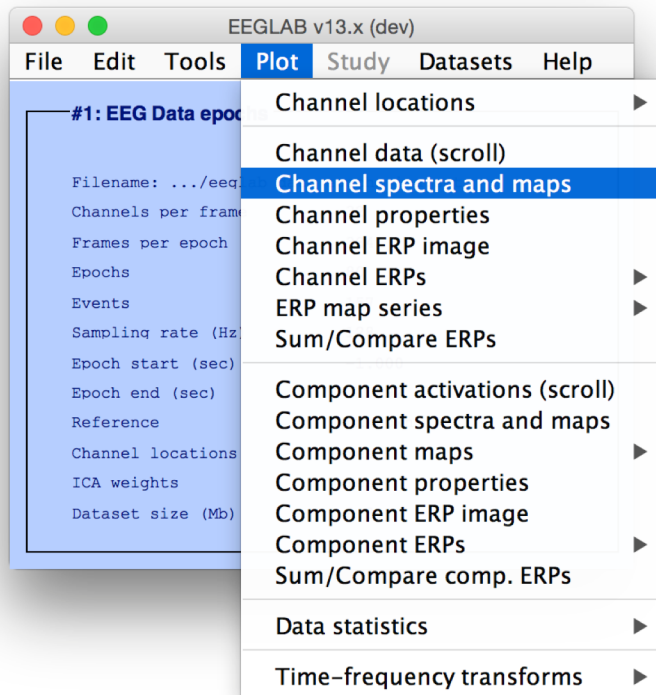 EEGLAB v13.x (dev)
File Edit Tools Plot Study Datasets Help
#1: EEG Data epoc
Filename: .../eegl
Channels per frame
Frames per epoch
Epochs
Events
Sampling rate (Hz)
Epoch start (sec)
Epoch end (sec)
Reference
Channel locations
ICA weights
Dataset size (Mb)
Channel locations
Channel data (scroll)
Channel spectra and maps
Channel properties
Channel ERP image
Channel ERPs
ERP map series
Sum/Compare ERPs
Component activations (scroll)
Component spectra and maps
Component maps
Component properties
Component ERP image
Component ERPs
Sum/Compare comp. ERPs
Data statistics
Time-frequency transforms